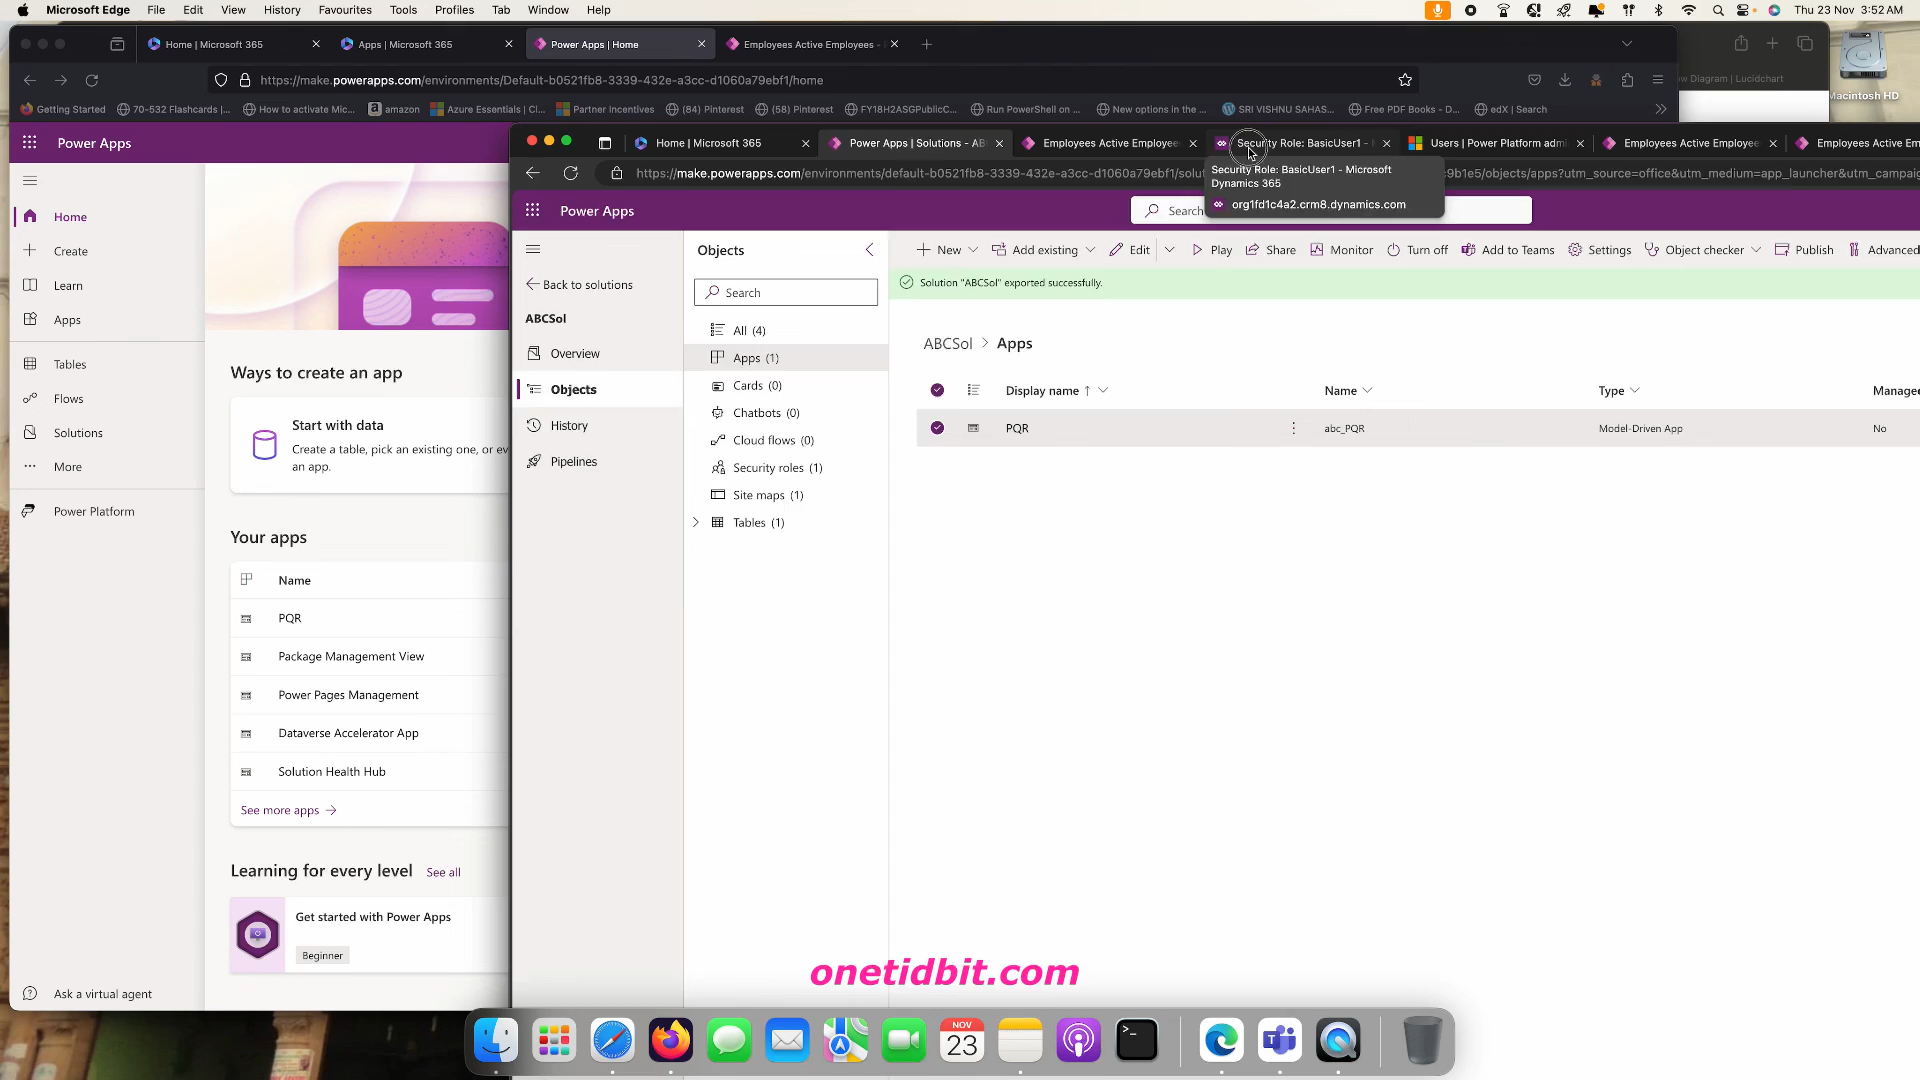 Microsoft Edge File Edit View History Favourites Tools Profiles Tab Window Help Thu 23 Nov 3:52 AM
Home | Microsoft 365 Apps | Microsoft 365 Power Apps | Home Employees Active Employees -
https://make.powerapps.com/environments/Default-b0521fb8-3339-432e-a3cc-d1060a79ebf1/home
Diagram | Lucidchart
Macintosh HD
Getting Started 70-532 Flashcards |... How to activate Mic... amazon Azure Essentials | Cl... Partner Incentives (84) Pinterest (58) Pinterest FY18H2ASGPublicC... Run PowerShell on ... New options in the ... SRI VISHNU SAHAS... Free PDF Books - D... edX | Search
Power Apps
Home
Create
Learn
Apps
Tables
Flows
Solutions
More
Power Platform
Ask a virtual agent
Ways to create an app
Start with data
Create a table, pick an existing one, or ev
an app.
Your apps
Name
PQR
Package Management View
Power Pages Management
Dataverse Accelerator App
Solution Health Hub
See more apps
Learning for every level See all
Get started with Power Apps
Beginner
Home | Microsoft 365 Power Apps | Solutions - AB Employees Active Employee Security Role: BasicUser1 - Users | Power Platform admi Employees Active Employee Employees Active Em
https://make.powerapps.com/environments/default-b0521fb8-3339-432e-a3cc-d1060a79ebf1/solu c9b1e5/objects/apps?utm_source=office&utm_medium=app_launcher&utm_campaig
Security Role: BasicUser1 - Microsoft
Dynamics 365
org1fd1c4a2.crm8.dynamics.com
Power Apps Search
Back to solutions
ABCSol
Overview
Objects
History
Pipelines
Objects
Search
All (4)
Apps (1)
Cards (0)
Chatbots (0)
Cloud flows (0)
Security roles (1)
Site maps (1)
Tables (1)
New Add existing Edit Play Share Monitor Turn off Add to Teams Settings Object checker Publish Advanced
Solution "ABCSol" exported successfully.
ABCSol > Apps
Display name Name Type Manage
PQR abc_PQR Model-Driven App No
onetidbit.com
NOV
23